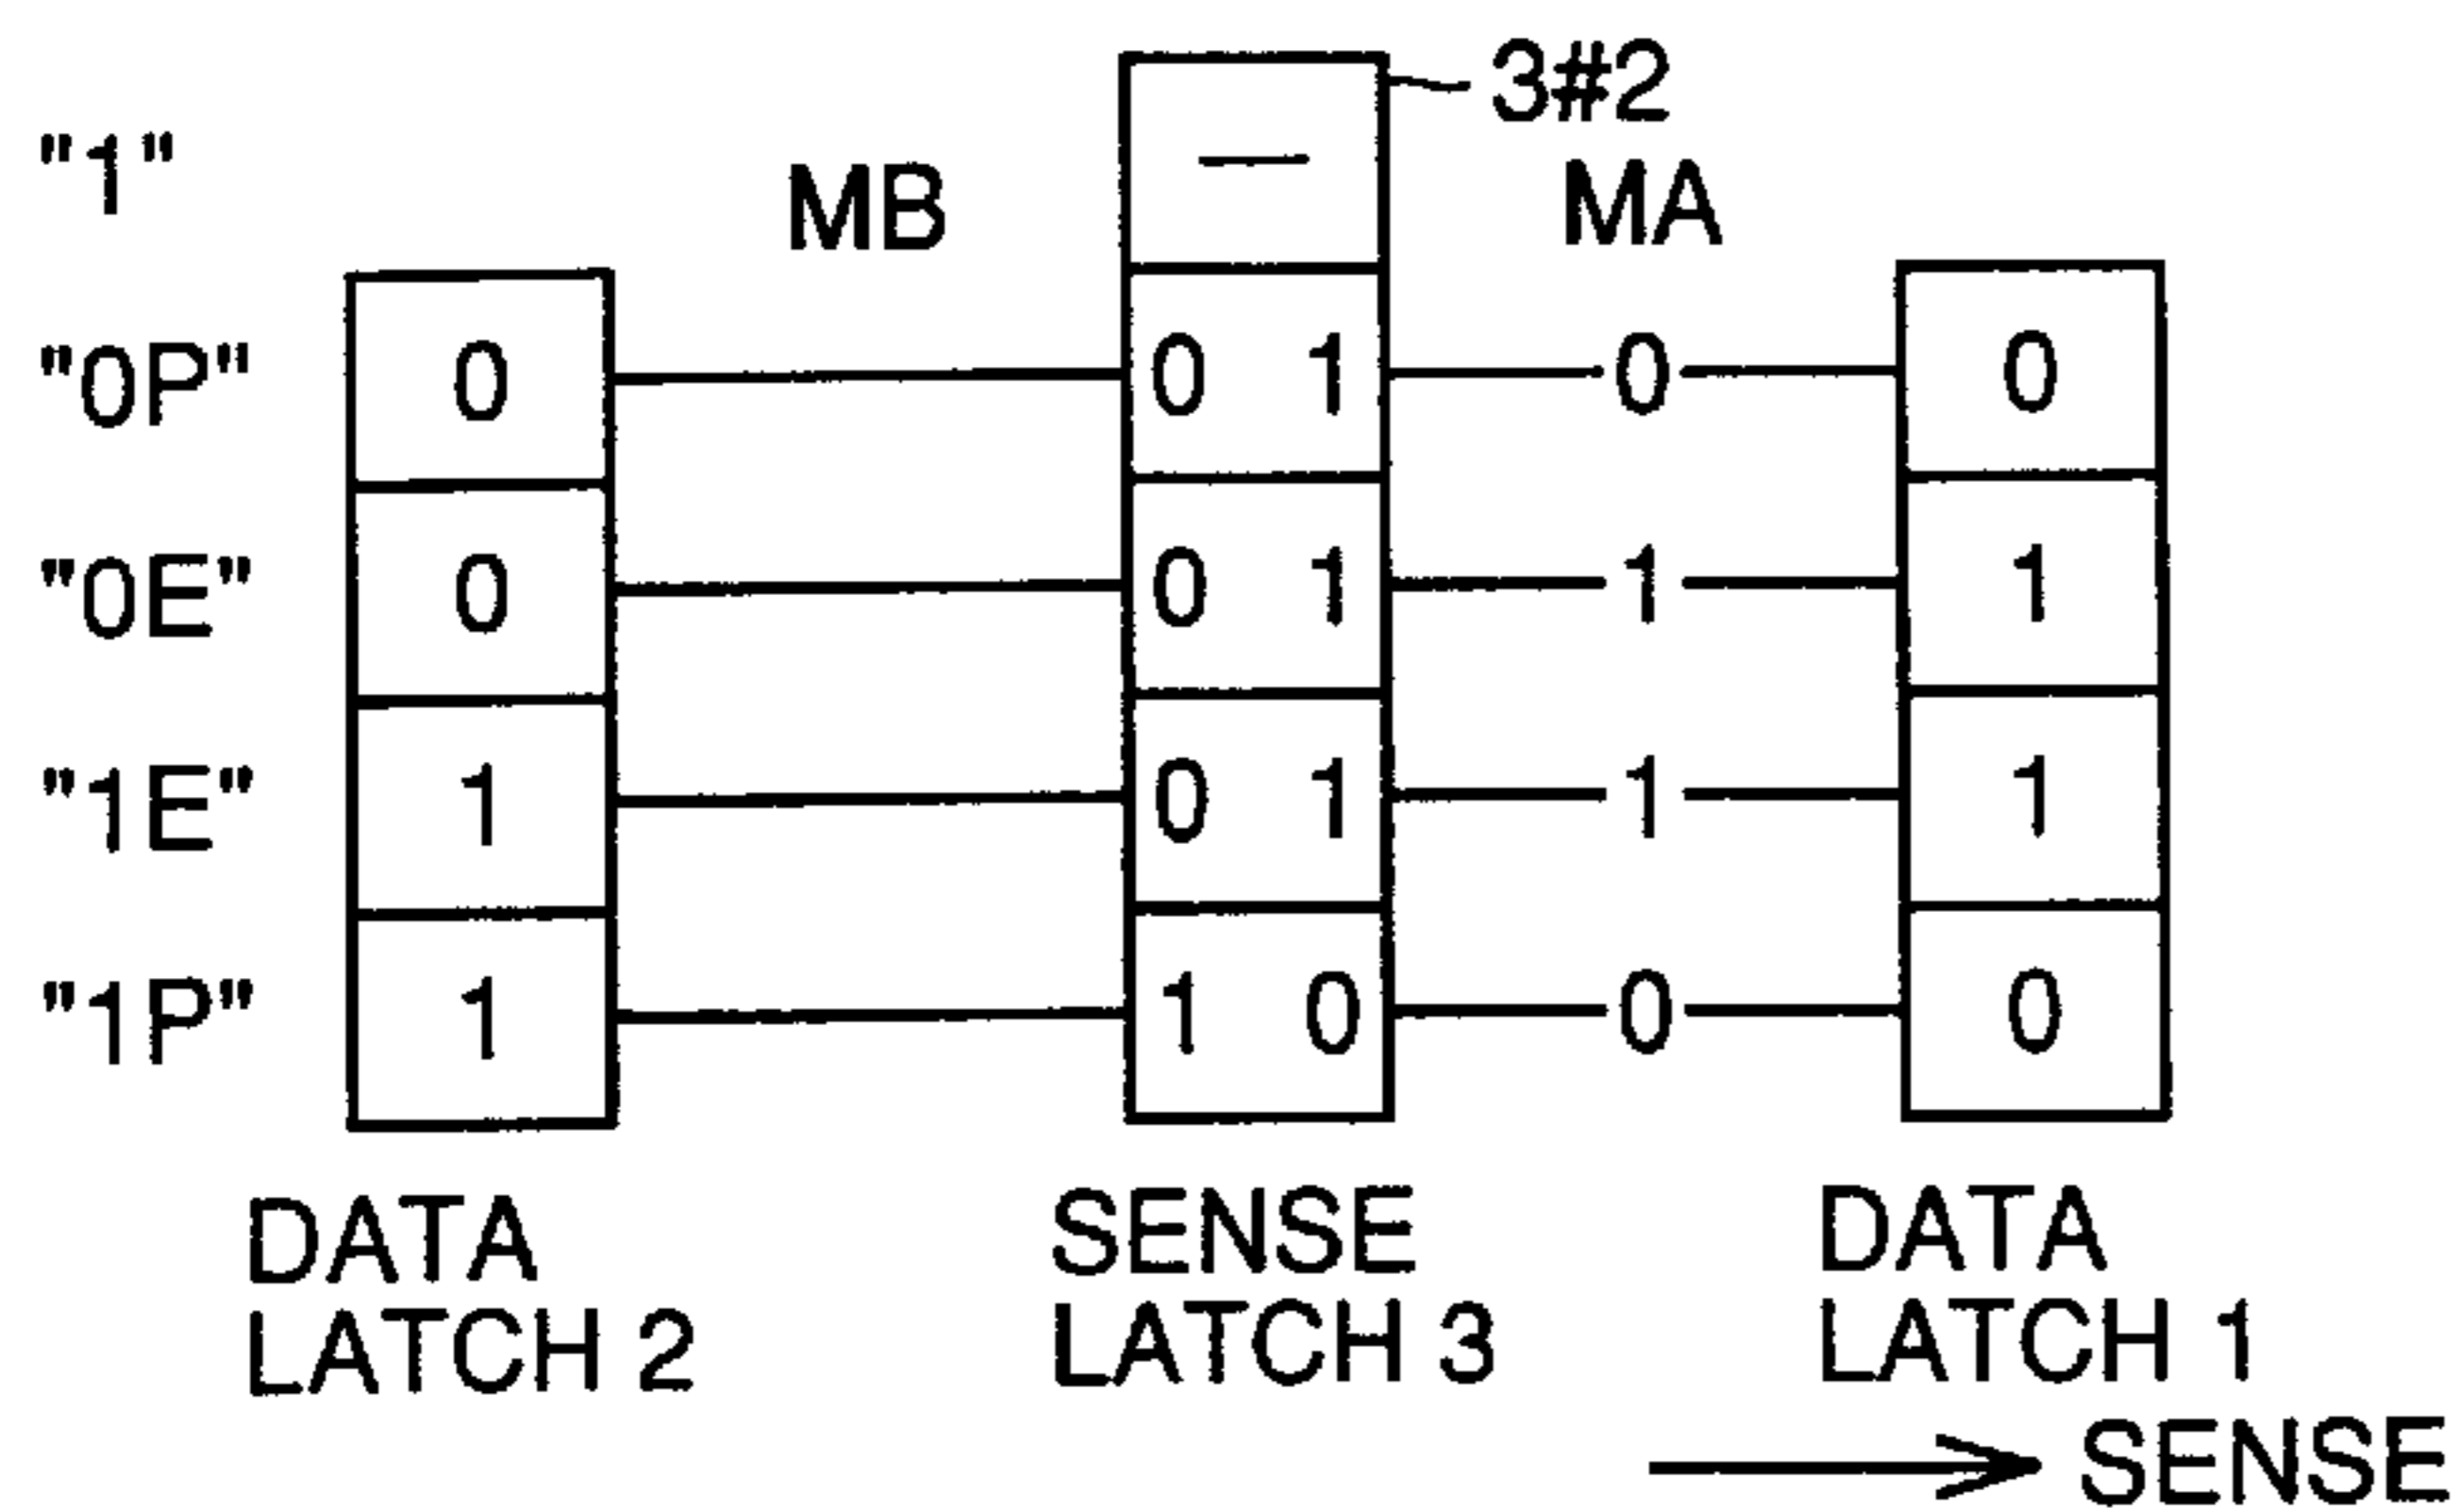 3#2
"1" MB — MA
"0P" 0 0 1 0 0
"0E" 0 0 1 1 1
"1E" 1 0 1 1 1
"1P" 1 1 0 0 0
DATA SENSE DATA
LATCH 2 LATCH 3 LATCH 1
SENSE